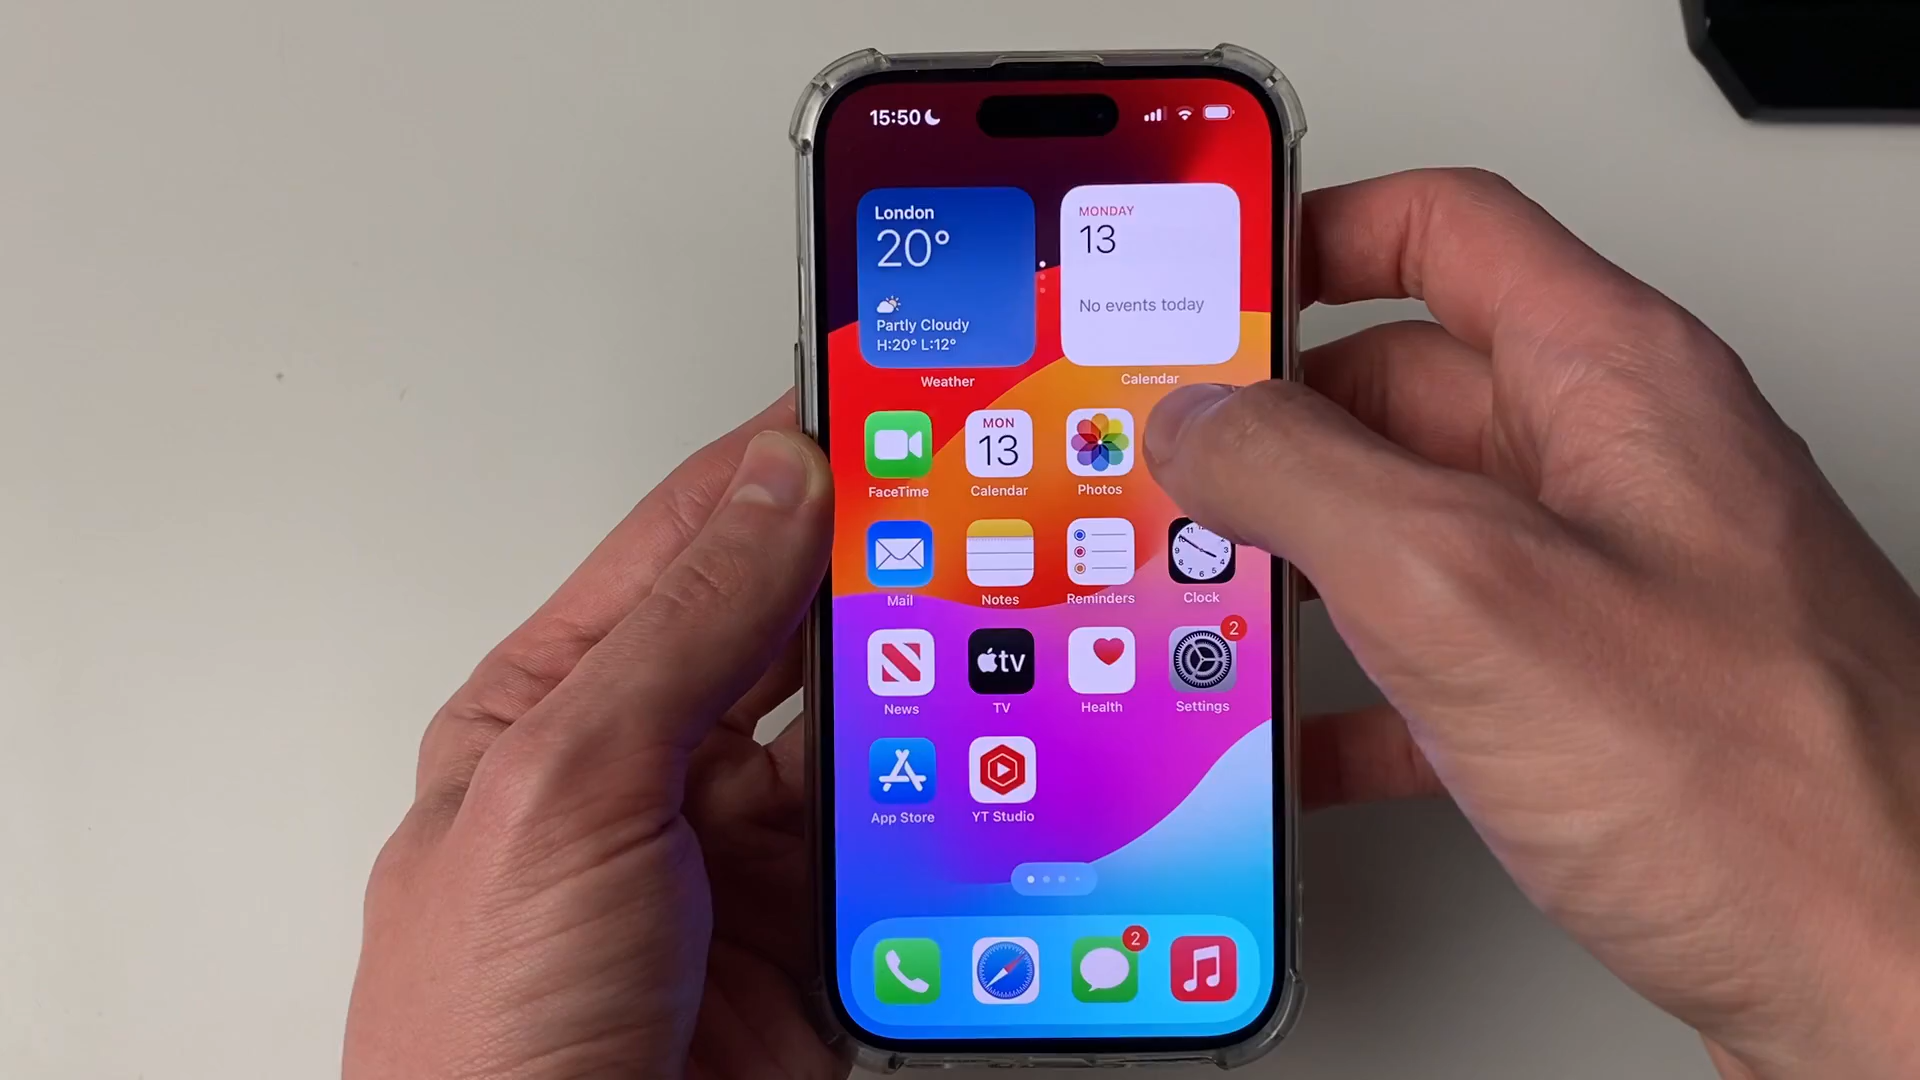 15:50
London
20°
Partly Cloudy
H:20° L:12°
Weather
MONDAY
13
No events today
Calendar
MON
13
FaceTime
Calendar
Photos
Mail
Notes
Reminders
Clock
tv
2
News
TV
Health
Settings
App Store
YT Studio
2